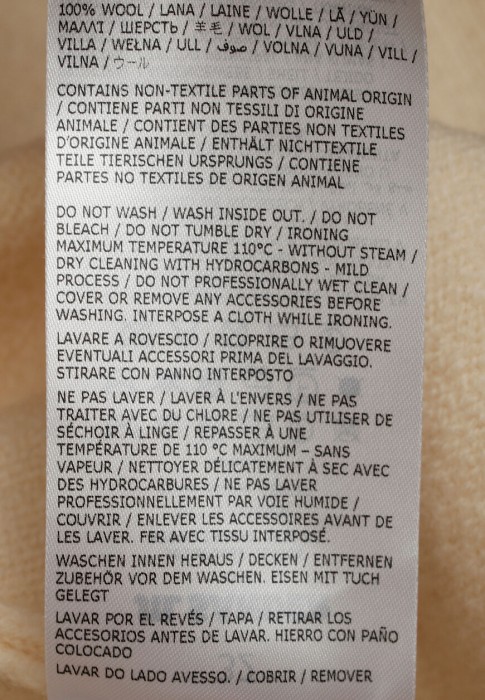 100% WOOL / LANA / LAINE / WOLLE / LÃ / YÜN /
ΜΑΛΛΙ / ШЕРСТЬ / 羊毛 / WOL / VLNA / ULD /
VILLA / WEŁNA / ULL / صوف / VOLNA / VUNA / VILL /
VILNA / ウール
CONTAINS NON-TEXTILE PARTS OF ANIMAL ORIGIN
/ CONTIENE PARTI NON TESSILI DI ORIGINE
ANIMALE / CONTIENT DES PARTIES NON TEXTILES
D'ORIGINE ANIMALE / ENTHÄLT NICHTTEXTILE
TEILE TIERISCHEN URSPRUNGS / CONTIENE
PARTES NO TEXTILES DE ORIGEN ANIMAL
DO NOT WASH / WASH INSIDE OUT. / DO NOT
BLEACH / DO NOT TUMBLE DRY / IRONING
MAXIMUM TEMPERATURE 110°C - WITHOUT STEAM /
DRY CLEANING WITH HYDROCARBONS - MILD
PROCESS / DO NOT PROFESSIONALLY WET CLEAN /
COVER OR REMOVE ANY ACCESSORIES BEFORE
WASHING. INTERPOSE A CLOTH WHILE IRONING.
LAVARE A ROVESCIO / RICOPRIRE O RIMUOVERE
EVENTUALI ACCESSORI PRIMA DEL LAVAGGIO.
STIRARE CON PANNO INTERPOSTO
NE PAS LAVER / LAVER À L'ENVERS / NE PAS
TRAITER AVEC DU CHLORE / NE PAS UTILISER DE
SÉCHOIR À LINGE / REPASSER À UNE
TEMPÉRATURE DE 110 °C MAXIMUM – SANS
VAPEUR / NETTOYER DÉLICATEMENT À SEC AVEC
DES HYDROCARBURES / NE PAS LAVER
PROFESSIONNELLEMENT PAR VOIE HUMIDE /
COUVRIR / ENLEVER LES ACCESSOIRES AVANT DE
LES LAVER. FER AVEC TISSU INTERPOSÉ.
WASCHEN INNEN HERAUS / DECKEN / ENTFERNEN
ZUBEHÖR VOR DEM WASCHEN. EISEN MIT TUCH
GELEGT
LAVAR POR EL REVÉS / TAPA / RETIRAR LOS
ACCESORIOS ANTES DE LAVAR. HIERRO CON PAÑO
COLOCADO
LAVAR DO LADO AVESSO. / COBRIR / REMOVER